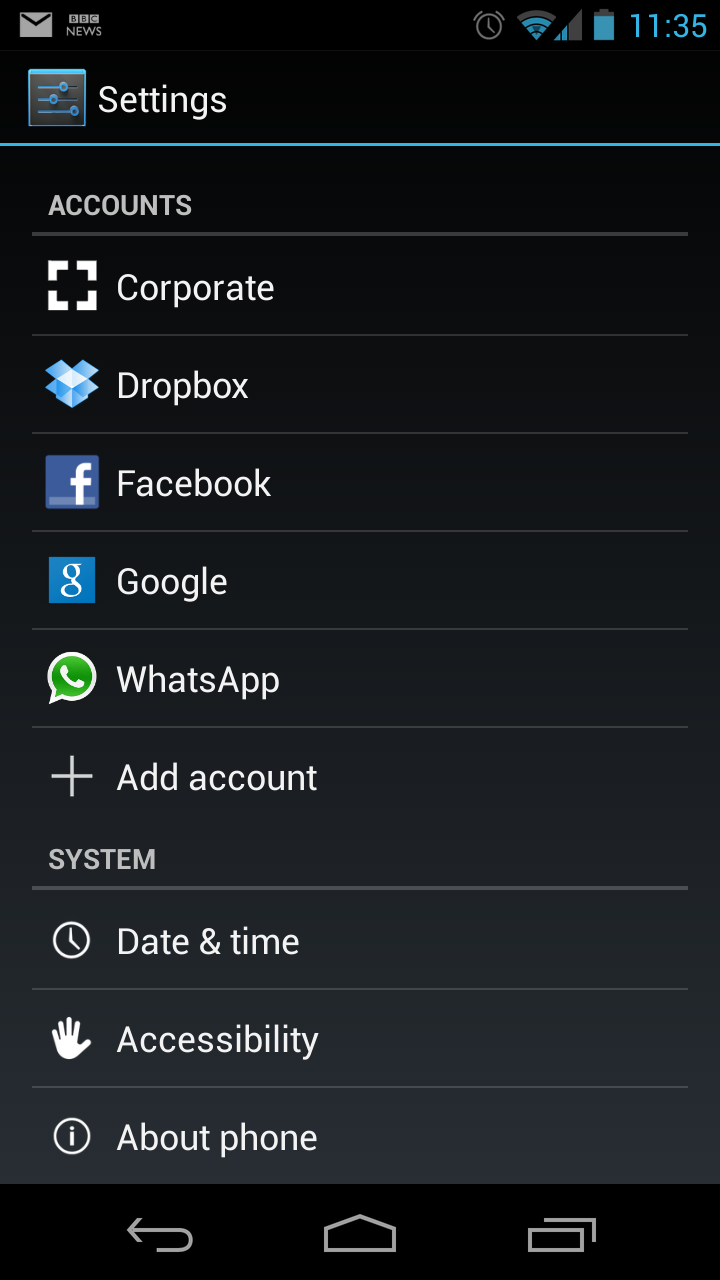 BBC
NEWS
11:35
Settings
ACCOUNTS
Corporate
Dropbox
f Facebook
g Google
WhatsApp
Add account
SYSTEM
Date & time
Accessibility
i About phone